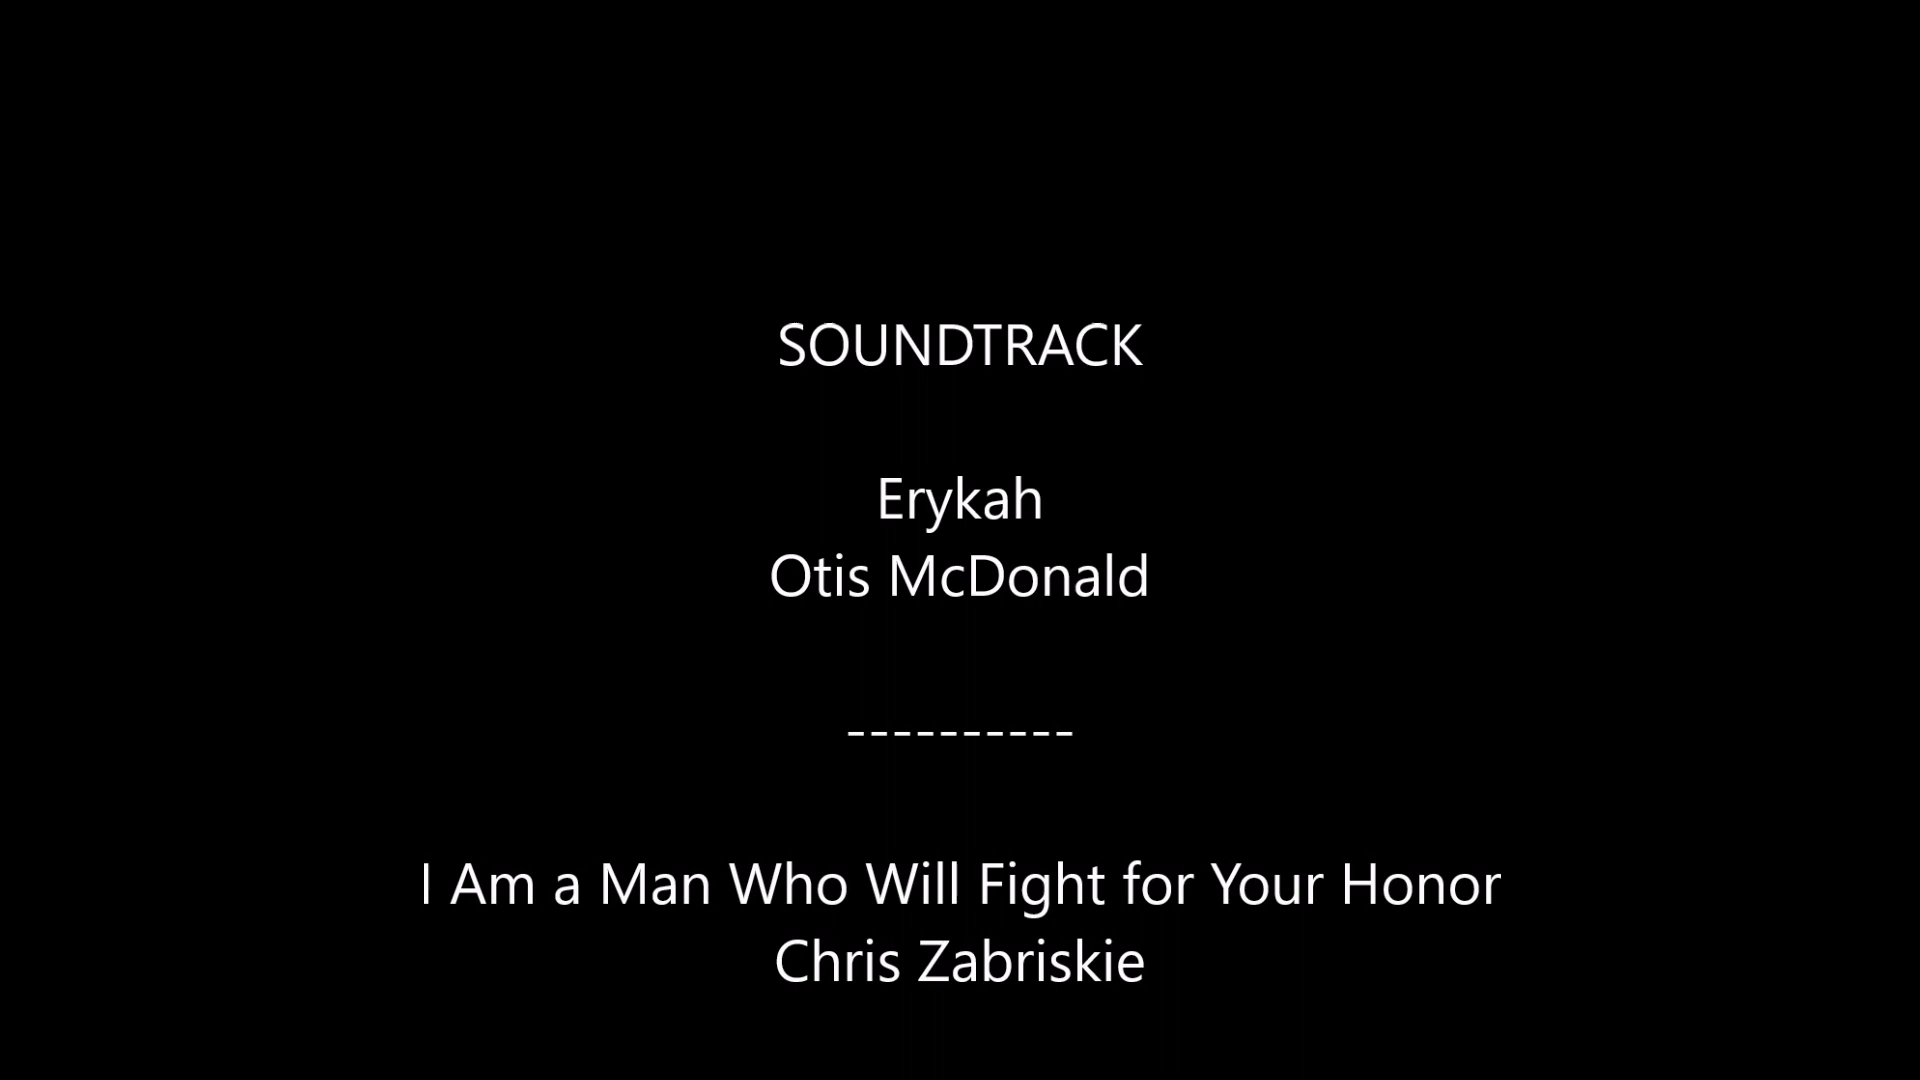 SOUNDTRACK
Erykah
Otis McDonald
----------
I Am a Man Who Will Fight for Your Honor
Chris Zabriskie